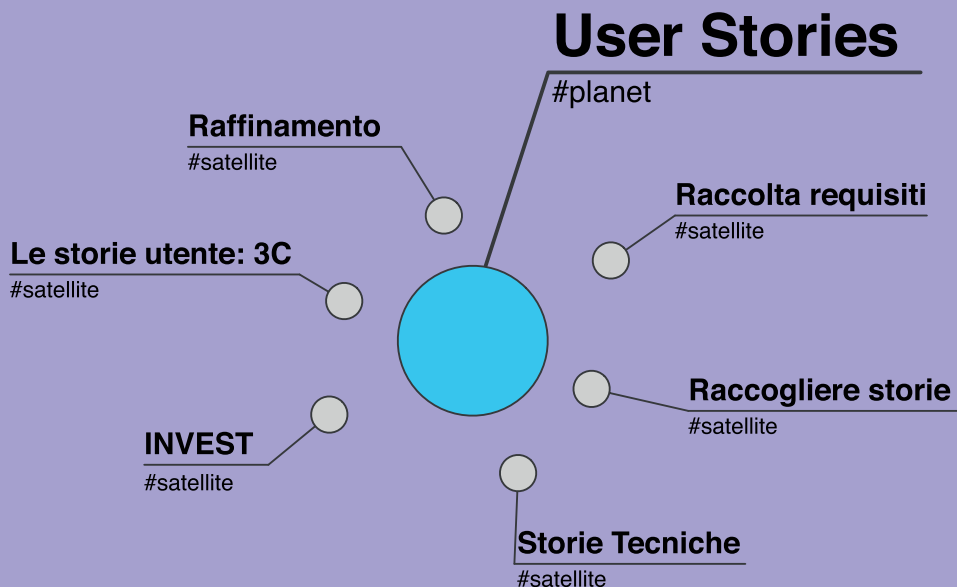 User Stories
#planet
Raffinamento
#satellite
Raccolta requisiti
#satellite
Le storie utente: 3C
#satellite
Raccogliere storie
#satellite
INVEST
#satellite
Storie Tecniche
#satellite